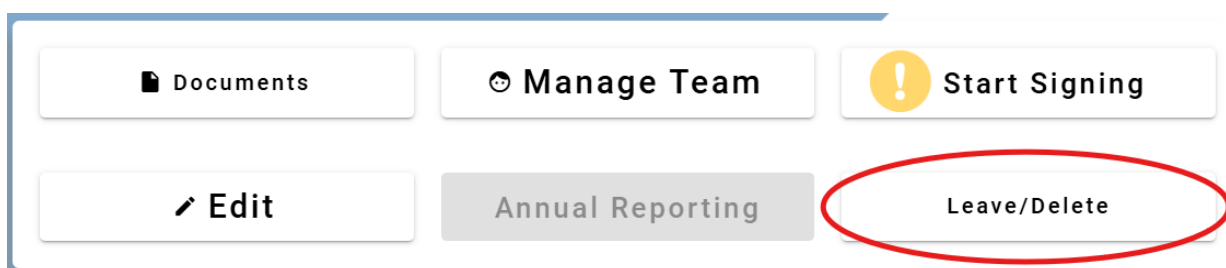 Documents
Manage Team
! Start Signing
Edit
Annual Reporting
Leave/Delete